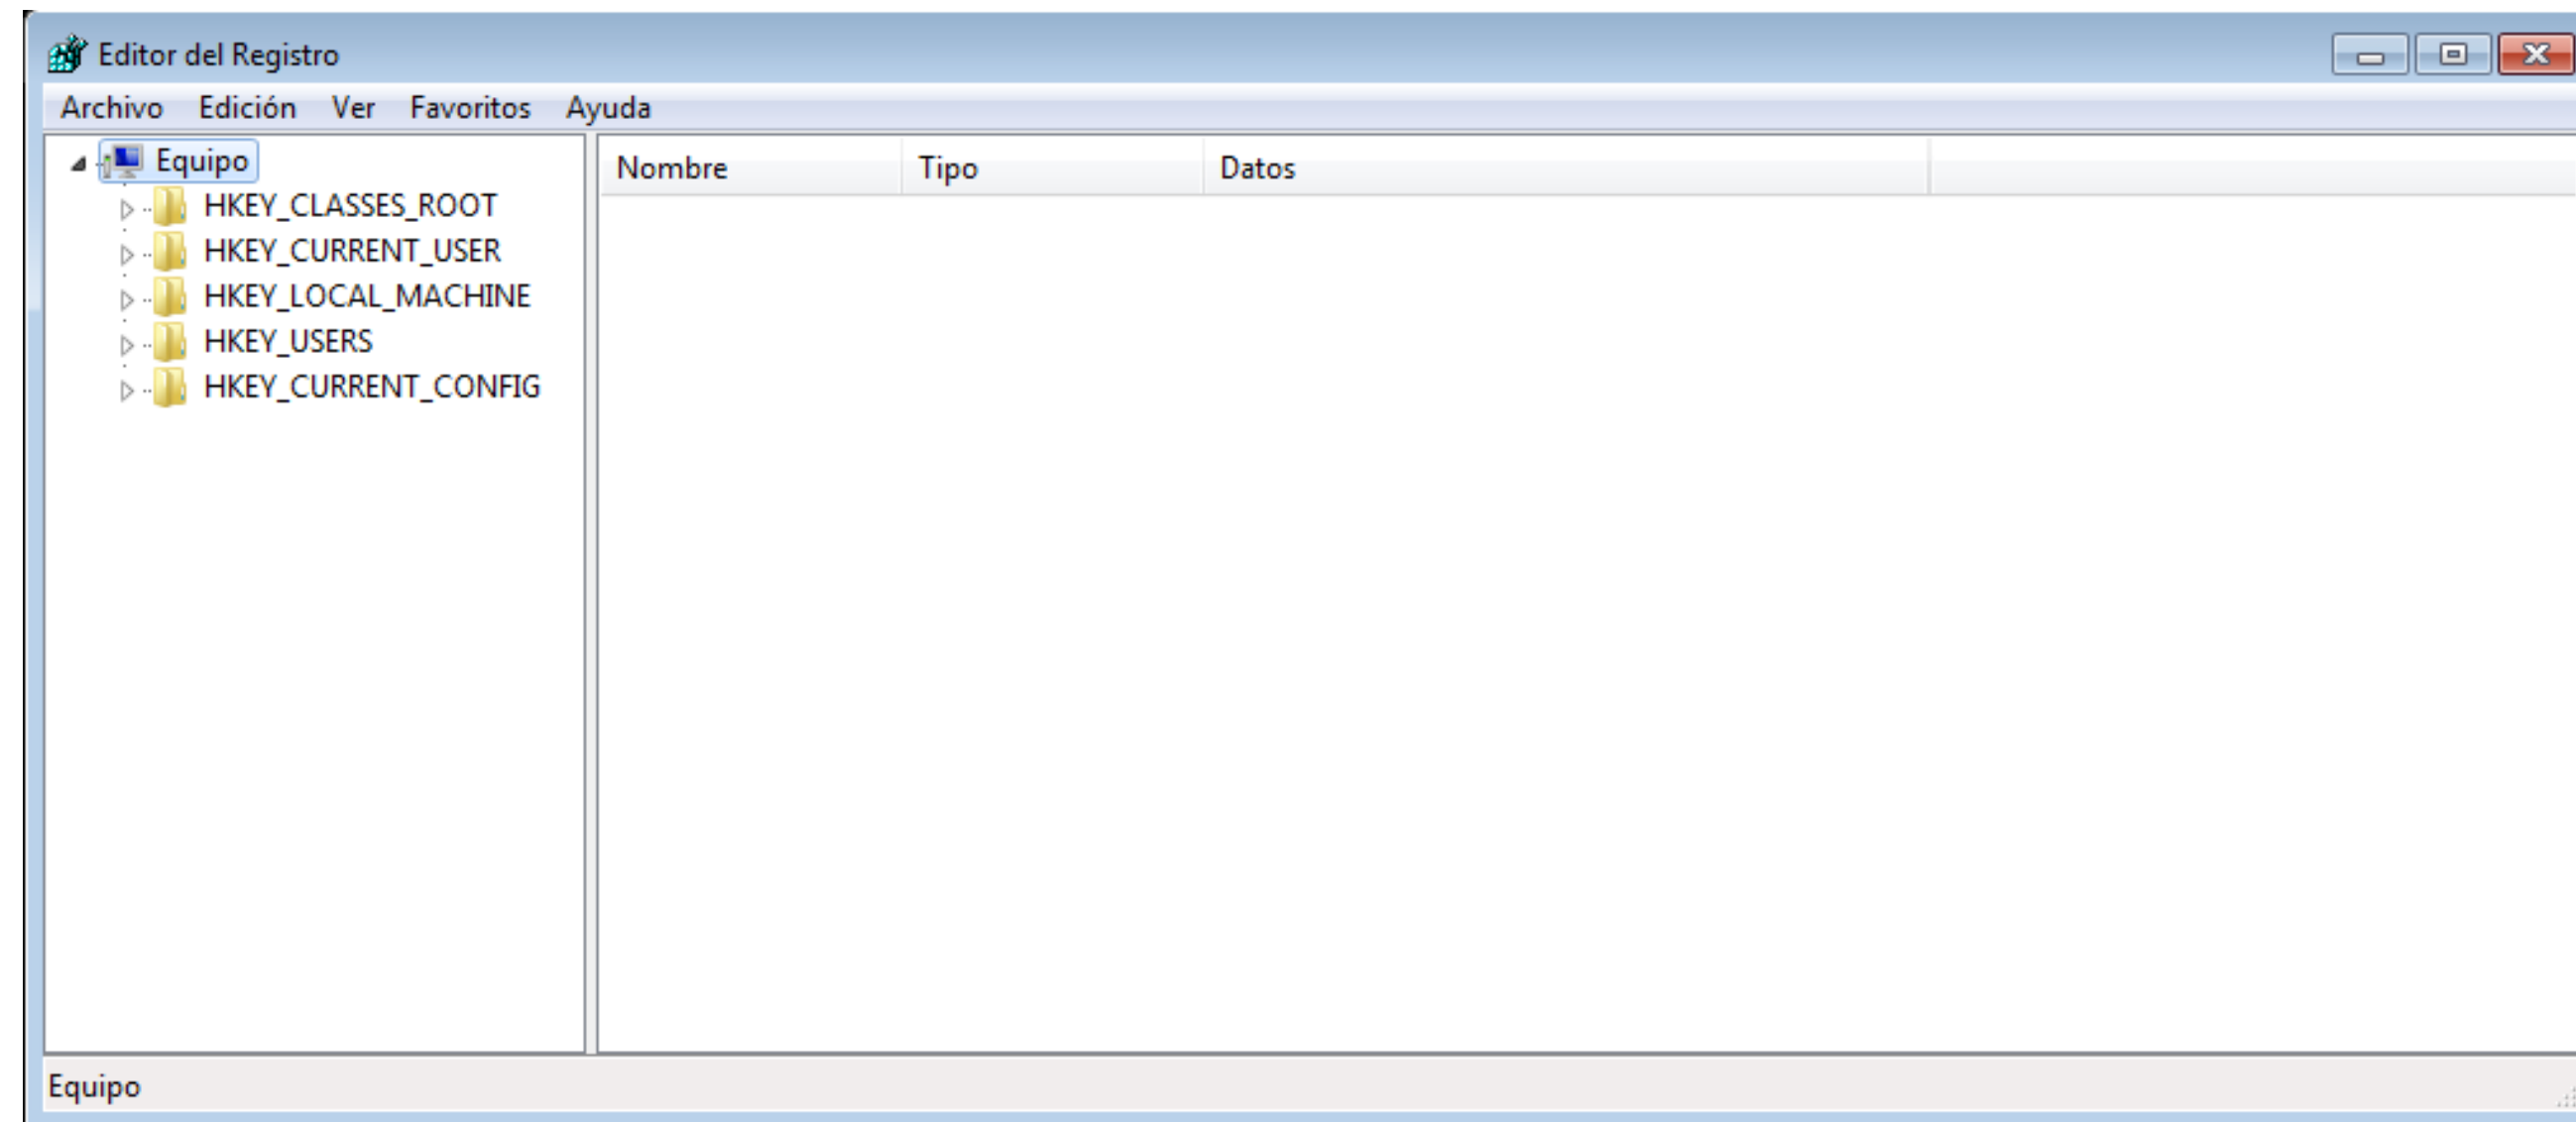 Editor del Registro
Archivo Edición Ver Favoritos Ayuda
Equipo
HKEY_CLASSES_ROOT
HKEY_CURRENT_USER
HKEY_LOCAL_MACHINE
HKEY_USERS
HKEY_CURRENT_CONFIG
Nombre Tipo Datos
Equipo